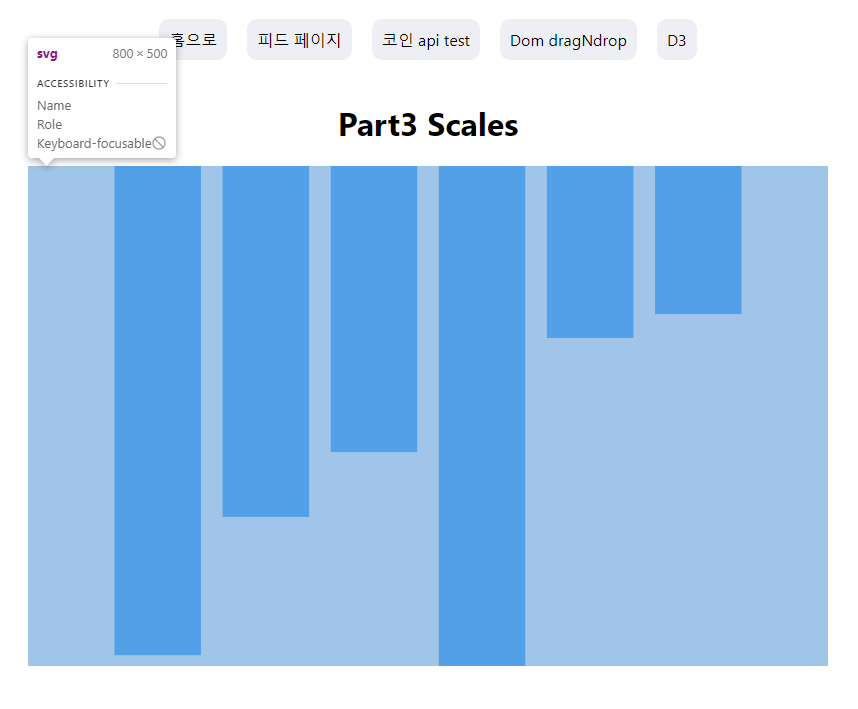 홈으로 피드 페이지 코인 api test Dom dragNdrop D3
svg 800 × 500
ACCESSIBILITY
Name
Role
Keyboard-focusable
Part3 Scales